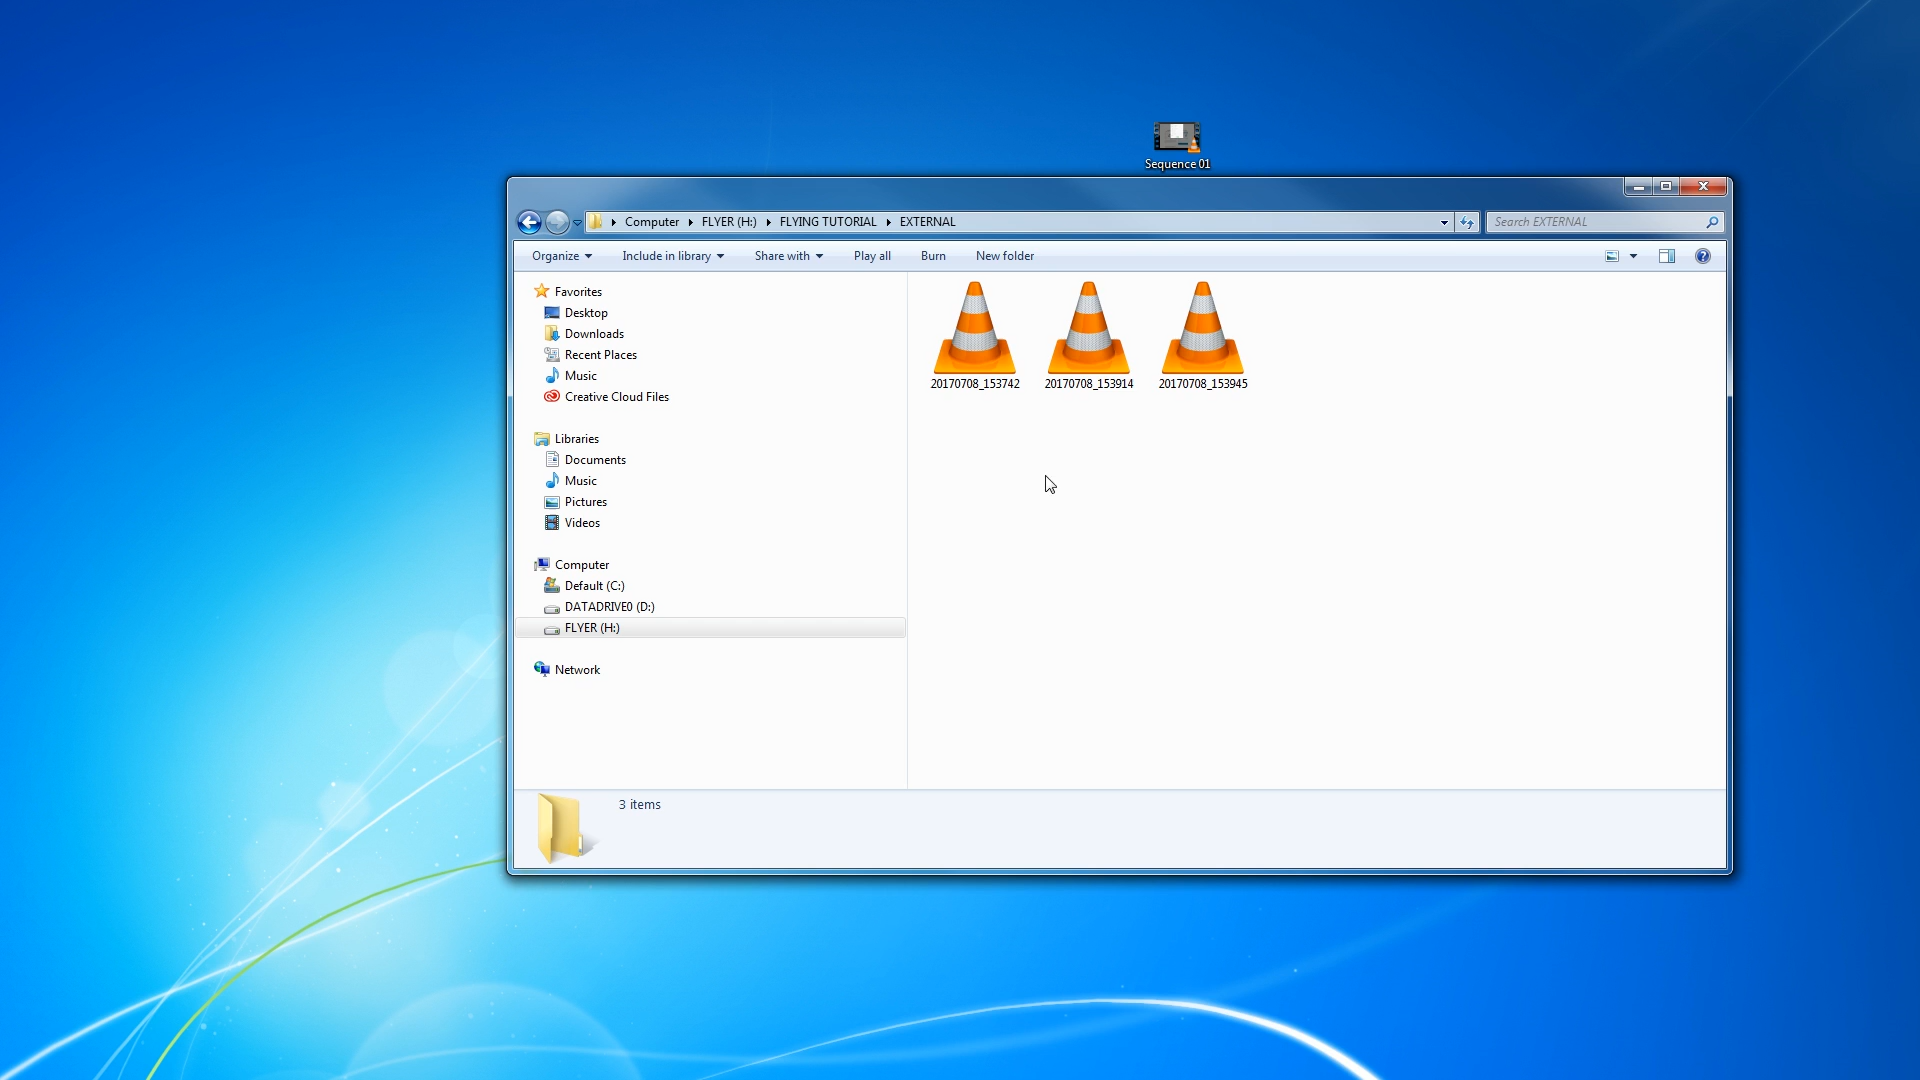 Sequence 01
Computer FLYER (H:) FLYING TUTORIAL EXTERNAL
Search EXTERNAL
Organize Include in library Share with Play all Burn New folder
Favorites
Desktop
Downloads
Recent Places
Music
Creative Cloud Files
Libraries
Documents
Music
Pictures
Videos
Computer
Default (C:)
DATADRIVE0 (D:)
FLYER (H:)
Network
20170708_153742 20170708_153914 20170708_153945
3 items